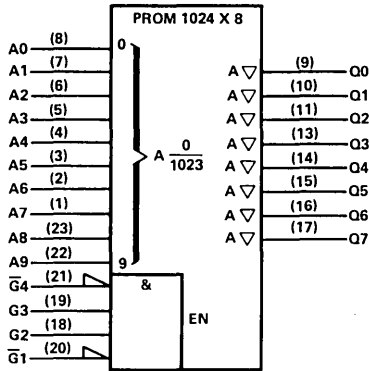 PROM 1024 X 8
A0 (8) 0
A1 (7) A ▽ (9) Q0
A2 (6) A ▽ (10) Q1
A3 (5) A ▽ (11) Q2
A4 (4) A ▽ (13) Q3
A5 (3) A 0/1023 A ▽ (14) Q4
A6 (2) A ▽ (15) Q5
A7 (1) A ▽ (16) Q6
A8 (23) A ▽ (17) Q7
A9 (22) 9
G̅4 (21) &
G3 (19) EN
G2 (18)
G̅1 (20)